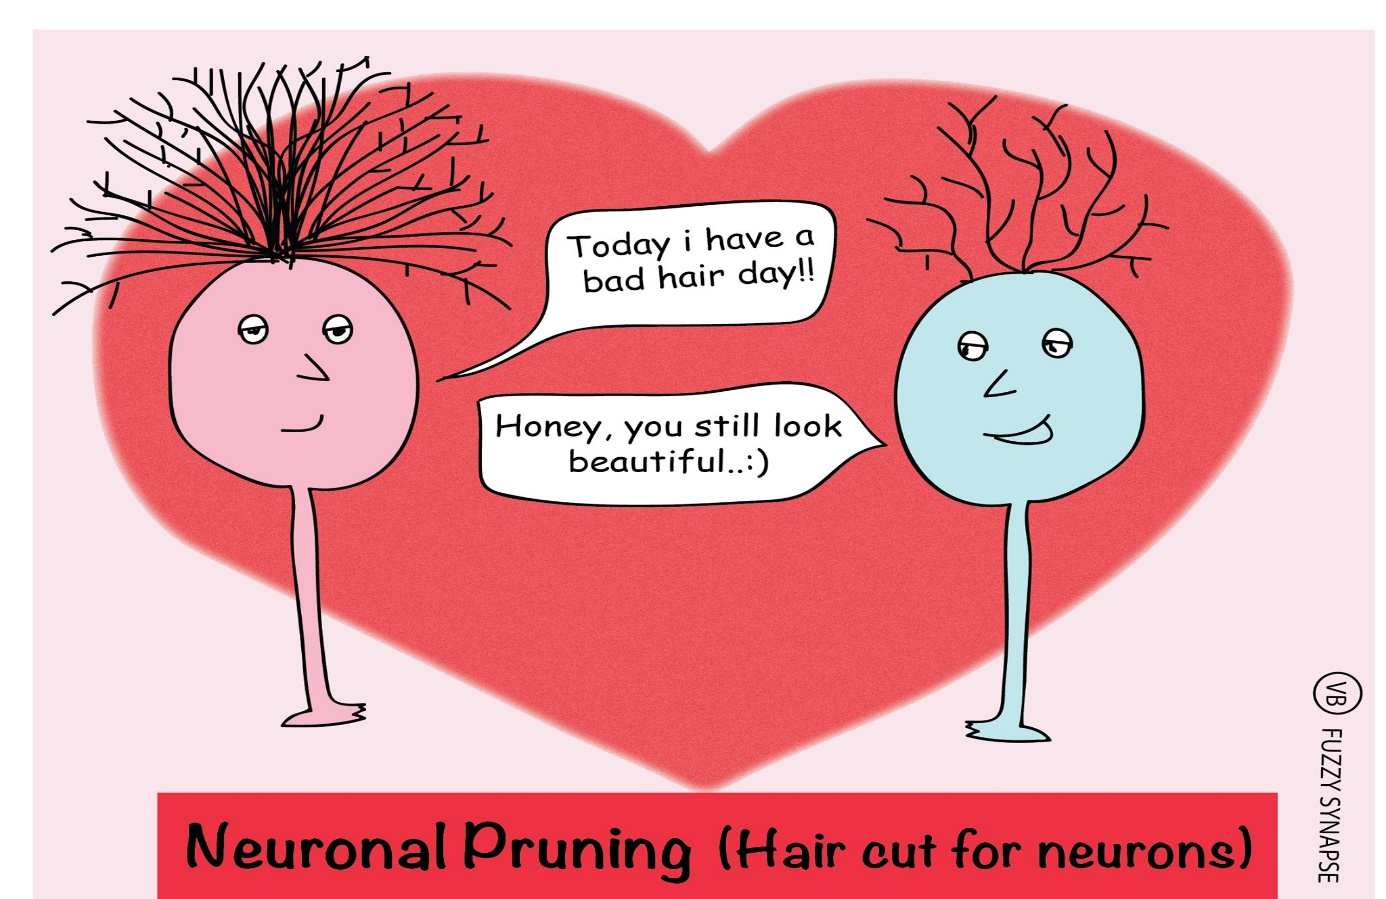 Today i have a
bad hair day!!
Honey, you still look
beautiful..:)
Neuronal Pruning (Hair cut for neurons)
VB FUZZY SYNAPSE